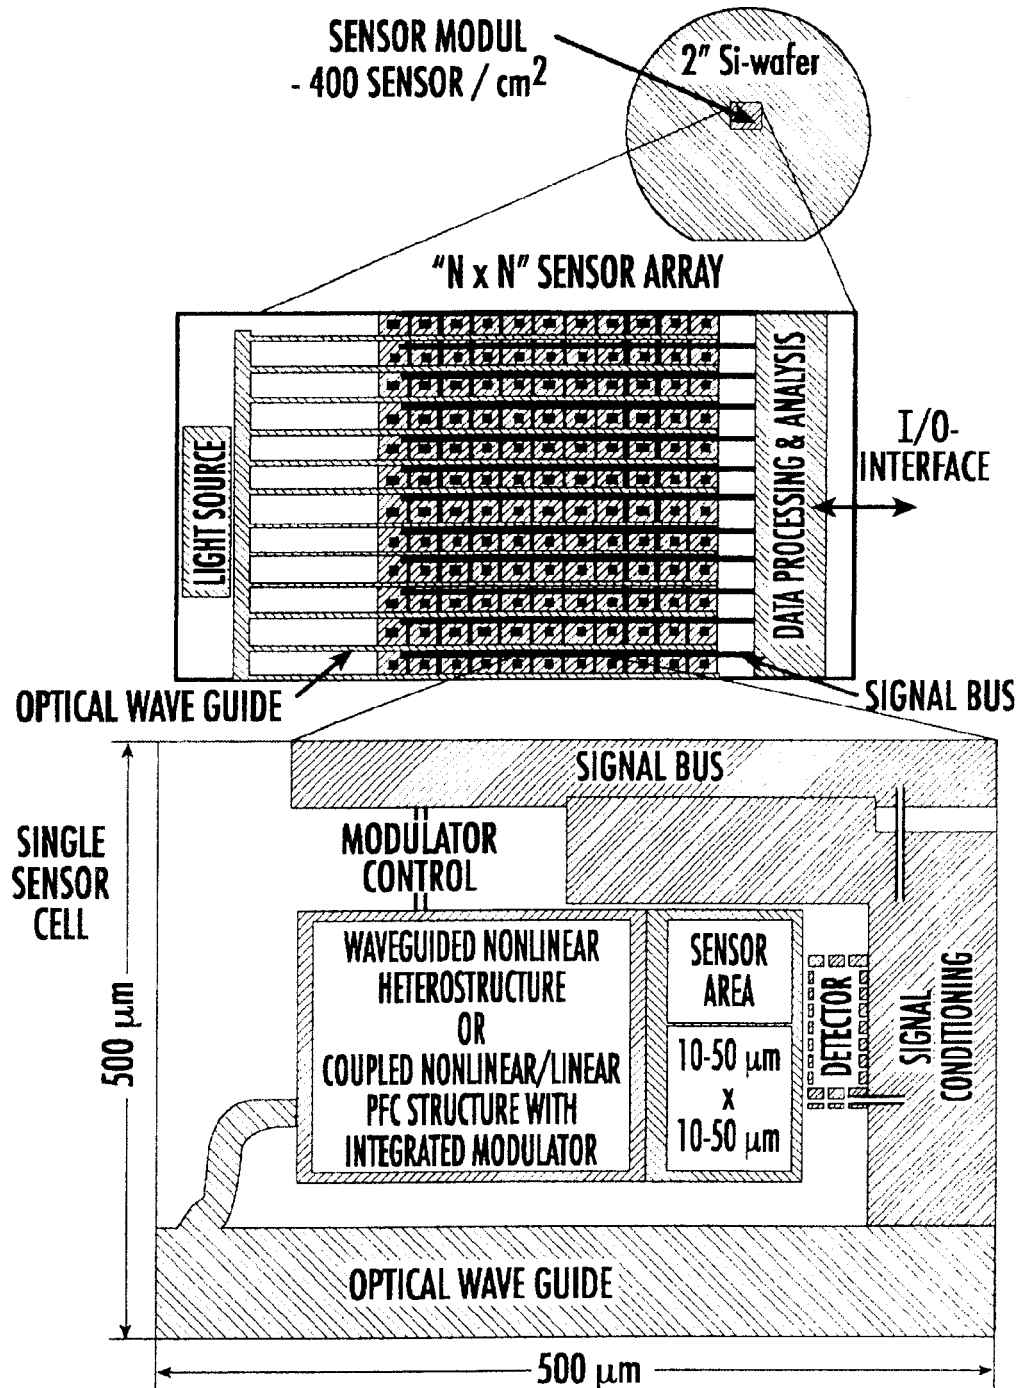 SENSOR MODUL
- 400 SENSOR / cm²
2" Si-wafer
"N x N" SENSOR ARRAY
LIGHT SOURCE
DATA PROCESSING & ANALYSIS
I/O-
INTERFACE
OPTICAL WAVE GUIDE
SIGNAL BUS
SIGNAL BUS
SINGLE
SENSOR
CELL
500 μm
MODULATOR
CONTROL
WAVEGUIDED NONLINEAR
HETEROSTRUCTURE
OR
COUPLED NONLINEAR/LINEAR
PFC STRUCTURE WITH
INTEGRATED MODULATOR
SENSOR
AREA
10-50 μm
x
10-50 μm
DETECTOR
SIGNAL
CONDITIONING
OPTICAL WAVE GUIDE
500 μm